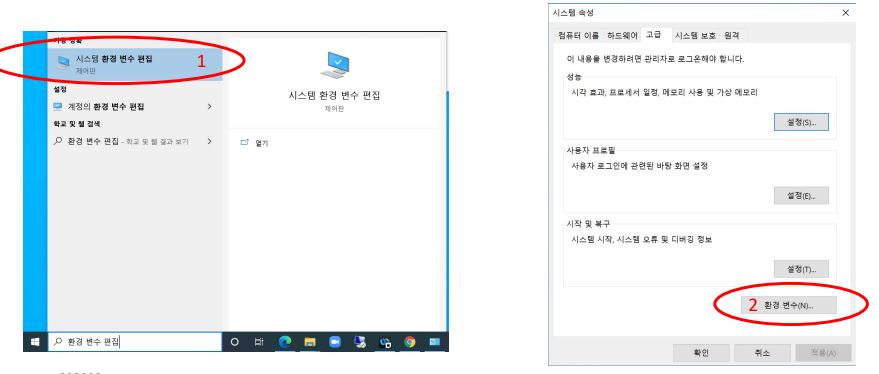 시스템 환경 변수 편집
제어판
1
설정
계정의 환경 변수 편집
학교 및 웹 검색
환경 변수 편집 - 학교 및 웹 결과 보기
시스템 환경 변수 편집
제어판
열기
환경 변수 편집
시스템 속성
컴퓨터 이름 하드웨어 고급 시스템 보호 원격
이 내용을 변경하려면 관리자로 로그온해야 합니다.
성능
시각 효과, 프로세서 일정, 메모리 사용 및 가상 메모리
설정(S)...
사용자 프로필
사용자 로그인에 관련된 바탕 화면 설정
설정(E)...
시작 및 복구
시스템 시작, 시스템 오류 및 디버깅 정보
설정(T)...
2 환경 변수(N)...
확인 취소 적용(A)